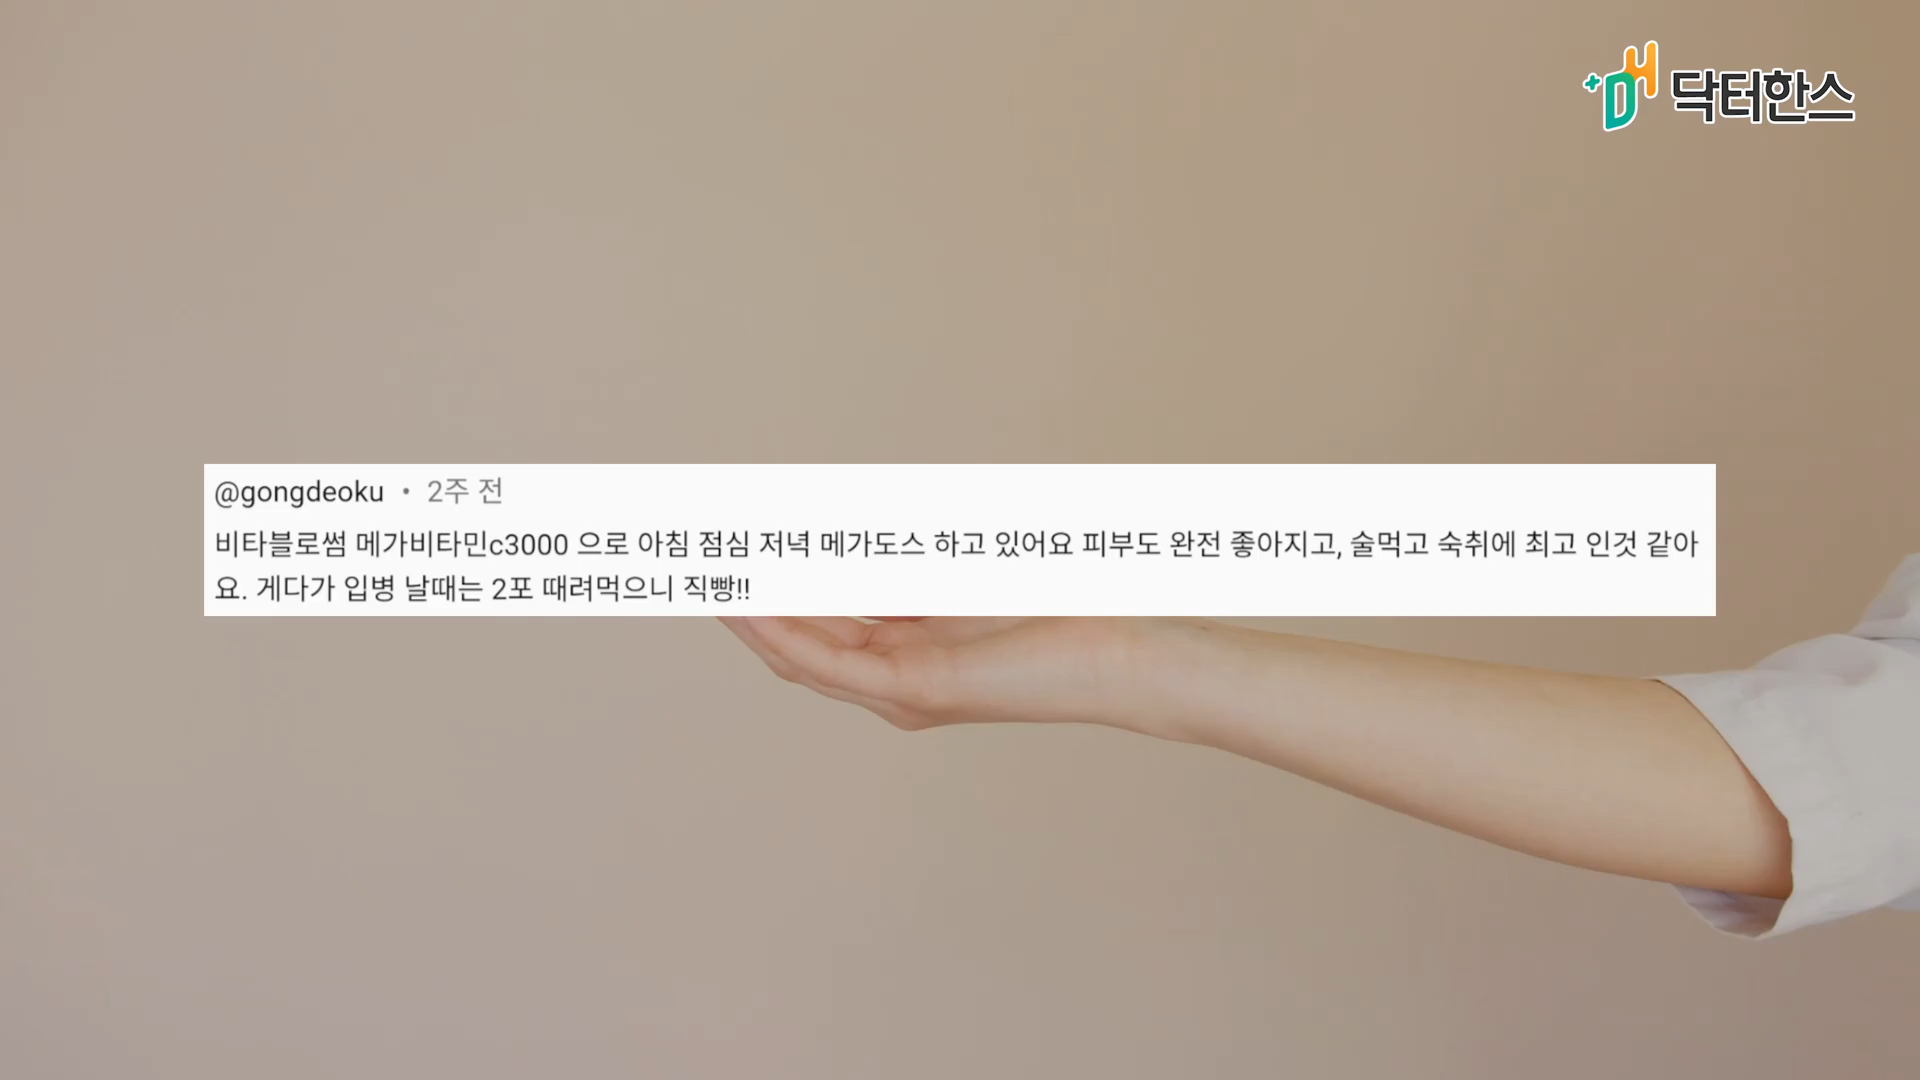 +DH 닥터한스
@gongdeoku • 2주 전
비타블로썸 메가비타민c3000 으로 아침 점심 저녁 메가도스 하고 있어요 피부도 완전 좋아지고, 술먹고 숙취에 최고 인것 같아
요. 게다가 입병 날때는 2포 때려먹으니 직빵!!